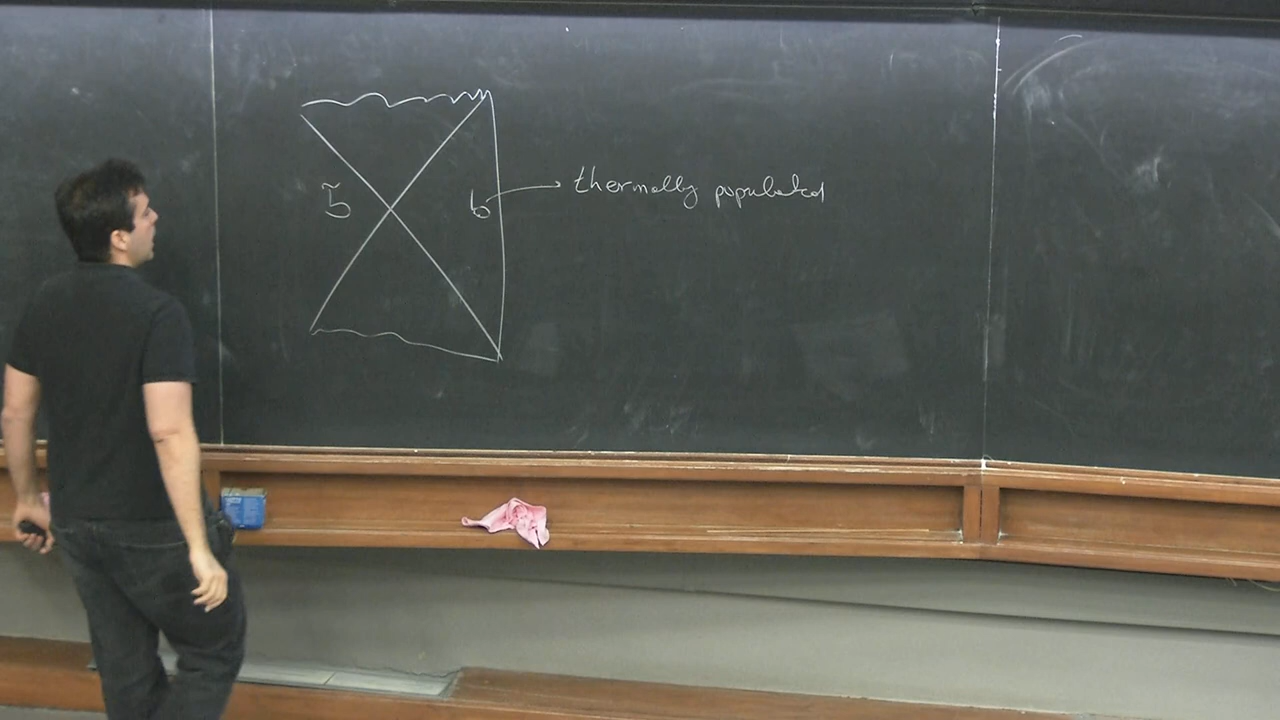 b̃ b → thermally populated